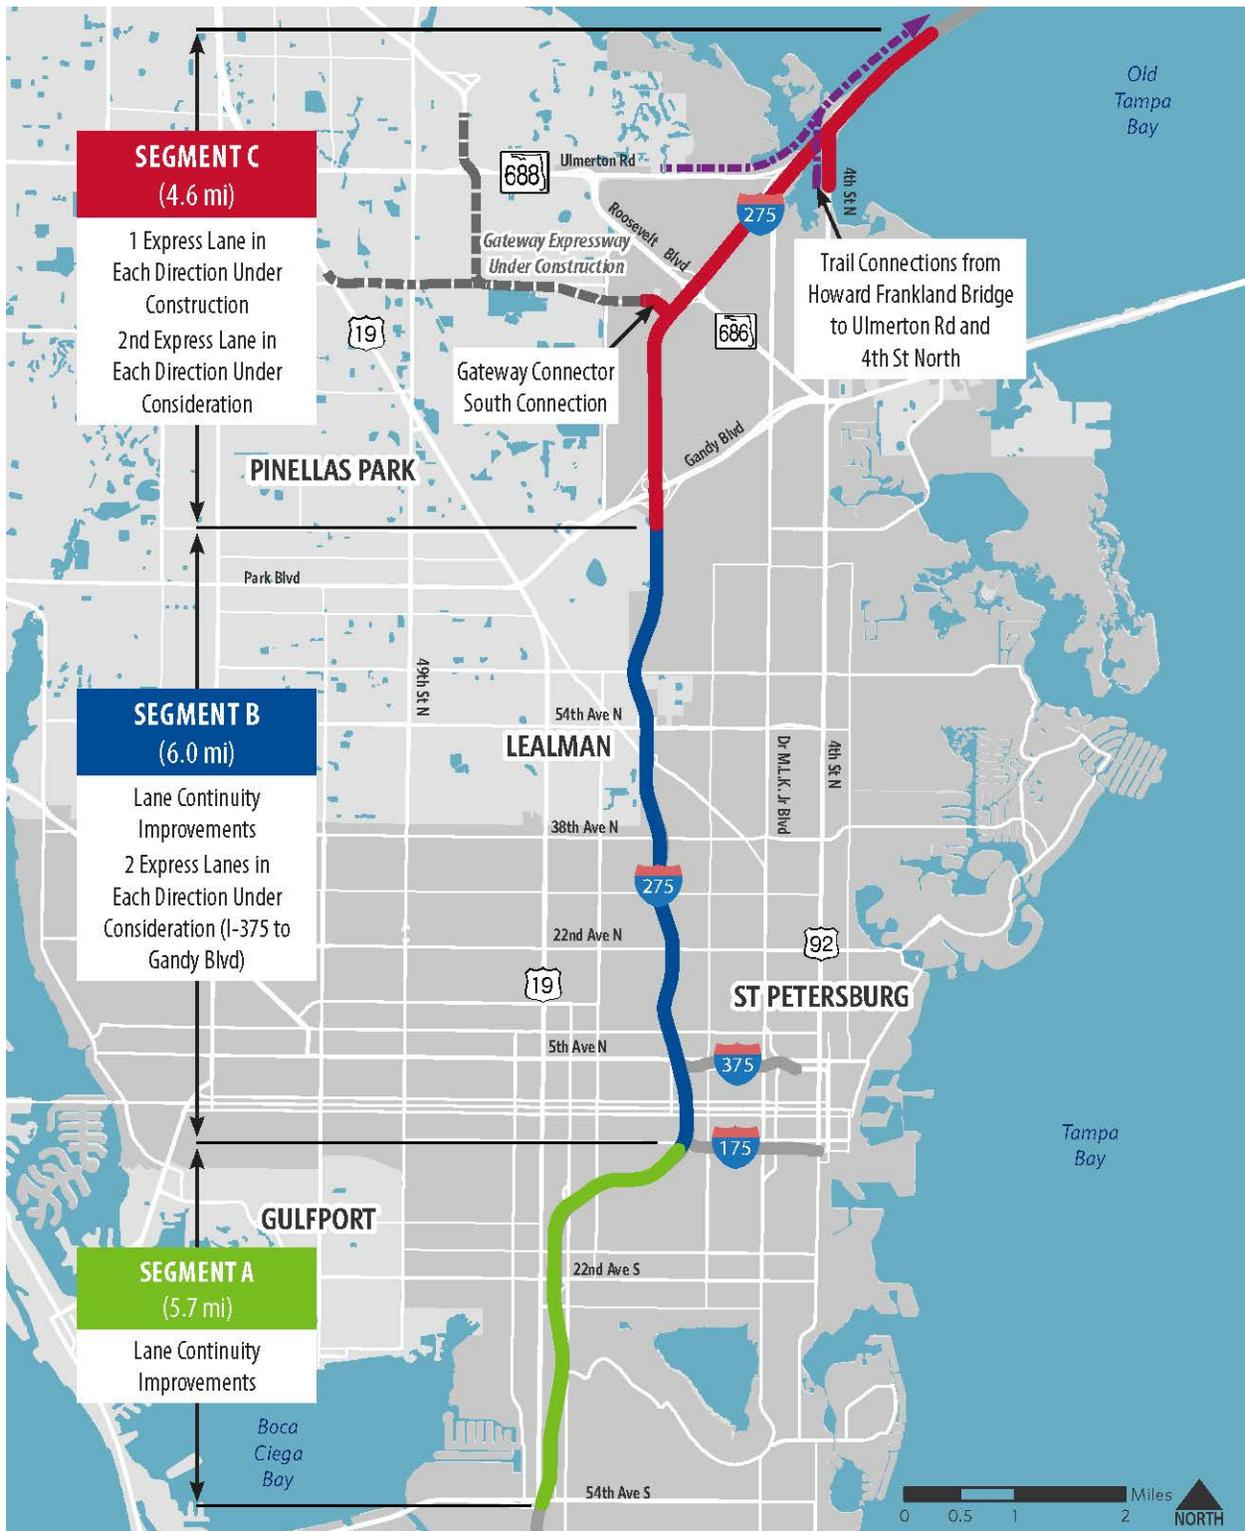 Old
Tampa
Bay
SEGMENT C
(4.6 mi)
1 Express Lane in
Each Direction Under
Construction
2nd Express Lane in
Each Direction Under
Consideration
688
Ulmerton Rd
275
4th St N
Roosevelt Blvd
Gateway Expressway
Under Construction
Trail Connections from
Howard Frankland Bridge
to Ulmerton Rd and
4th St North
19
686
Gateway Connector
South Connection
Gandy Blvd
PINELLAS PARK
Park Blvd
49th St N
SEGMENT B
(6.0 mi)
Lane Continuity
Improvements
2 Express Lanes in
Each Direction Under
Consideration (I-375 to
Gandy Blvd)
54th Ave N
LEALMAN
Dr M.L.K. Jr Blvd
4th St N
38th Ave N
275
22nd Ave N
92
19
ST PETERSBURG
5th Ave N
375
175
Tampa
Bay
GULFPORT
SEGMENT A
(5.7 mi)
Lane Continuity
Improvements
22nd Ave S
Boca
Ciega
Bay
54th Ave S
Miles
0 0.5 1 2
NORTH